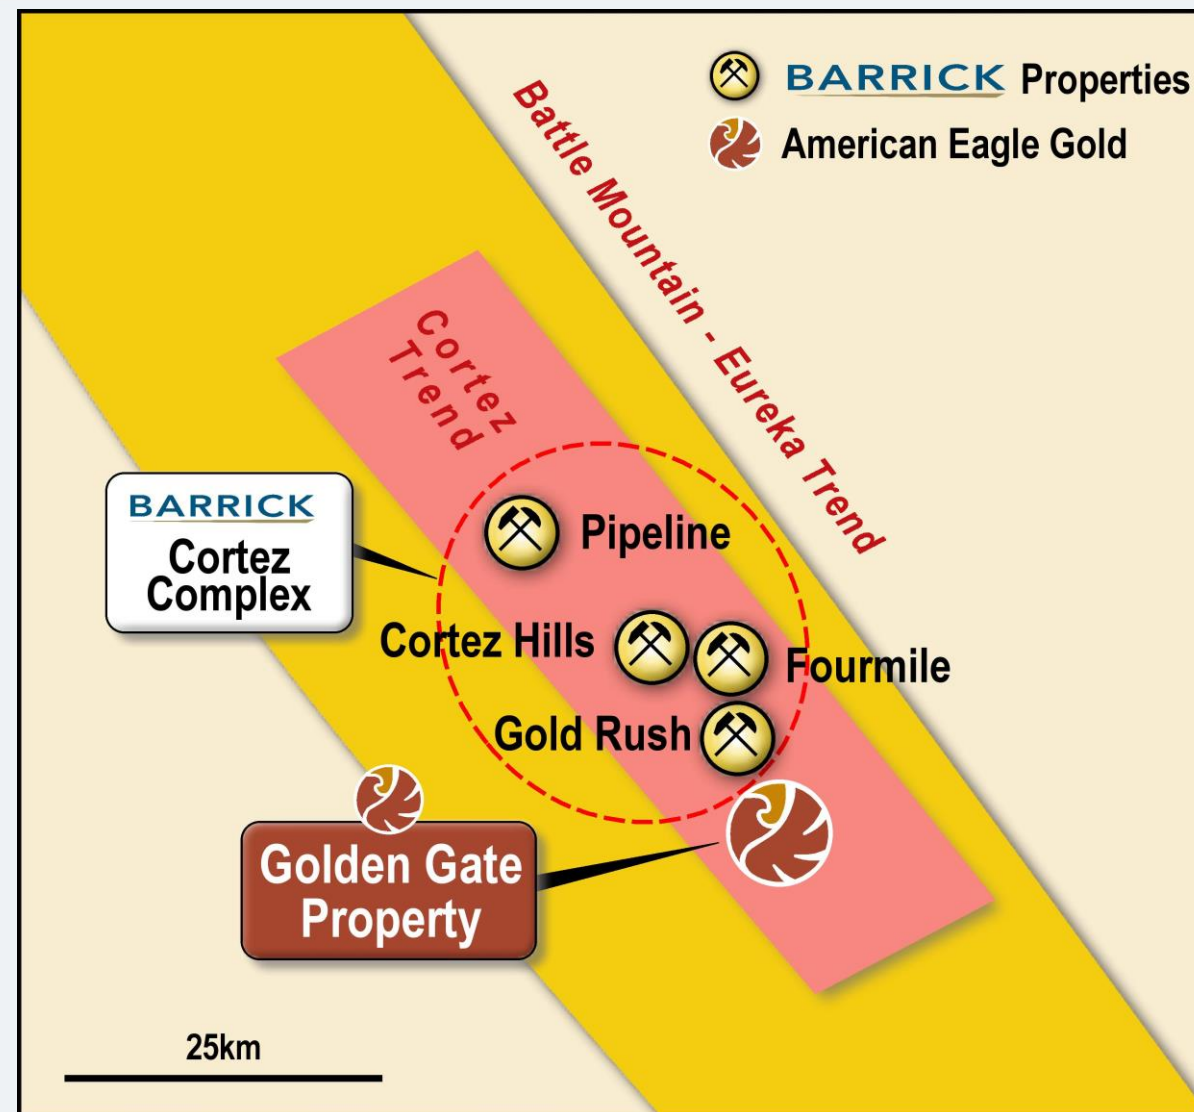 BARRICK Properties
American Eagle Gold
Battle Mountain - Eureka Trend
Cortez
Trend
BARRICK
Cortez
Complex
Pipeline
Cortez Hills
Fourmile
Gold Rush
Golden Gate
Property
25km